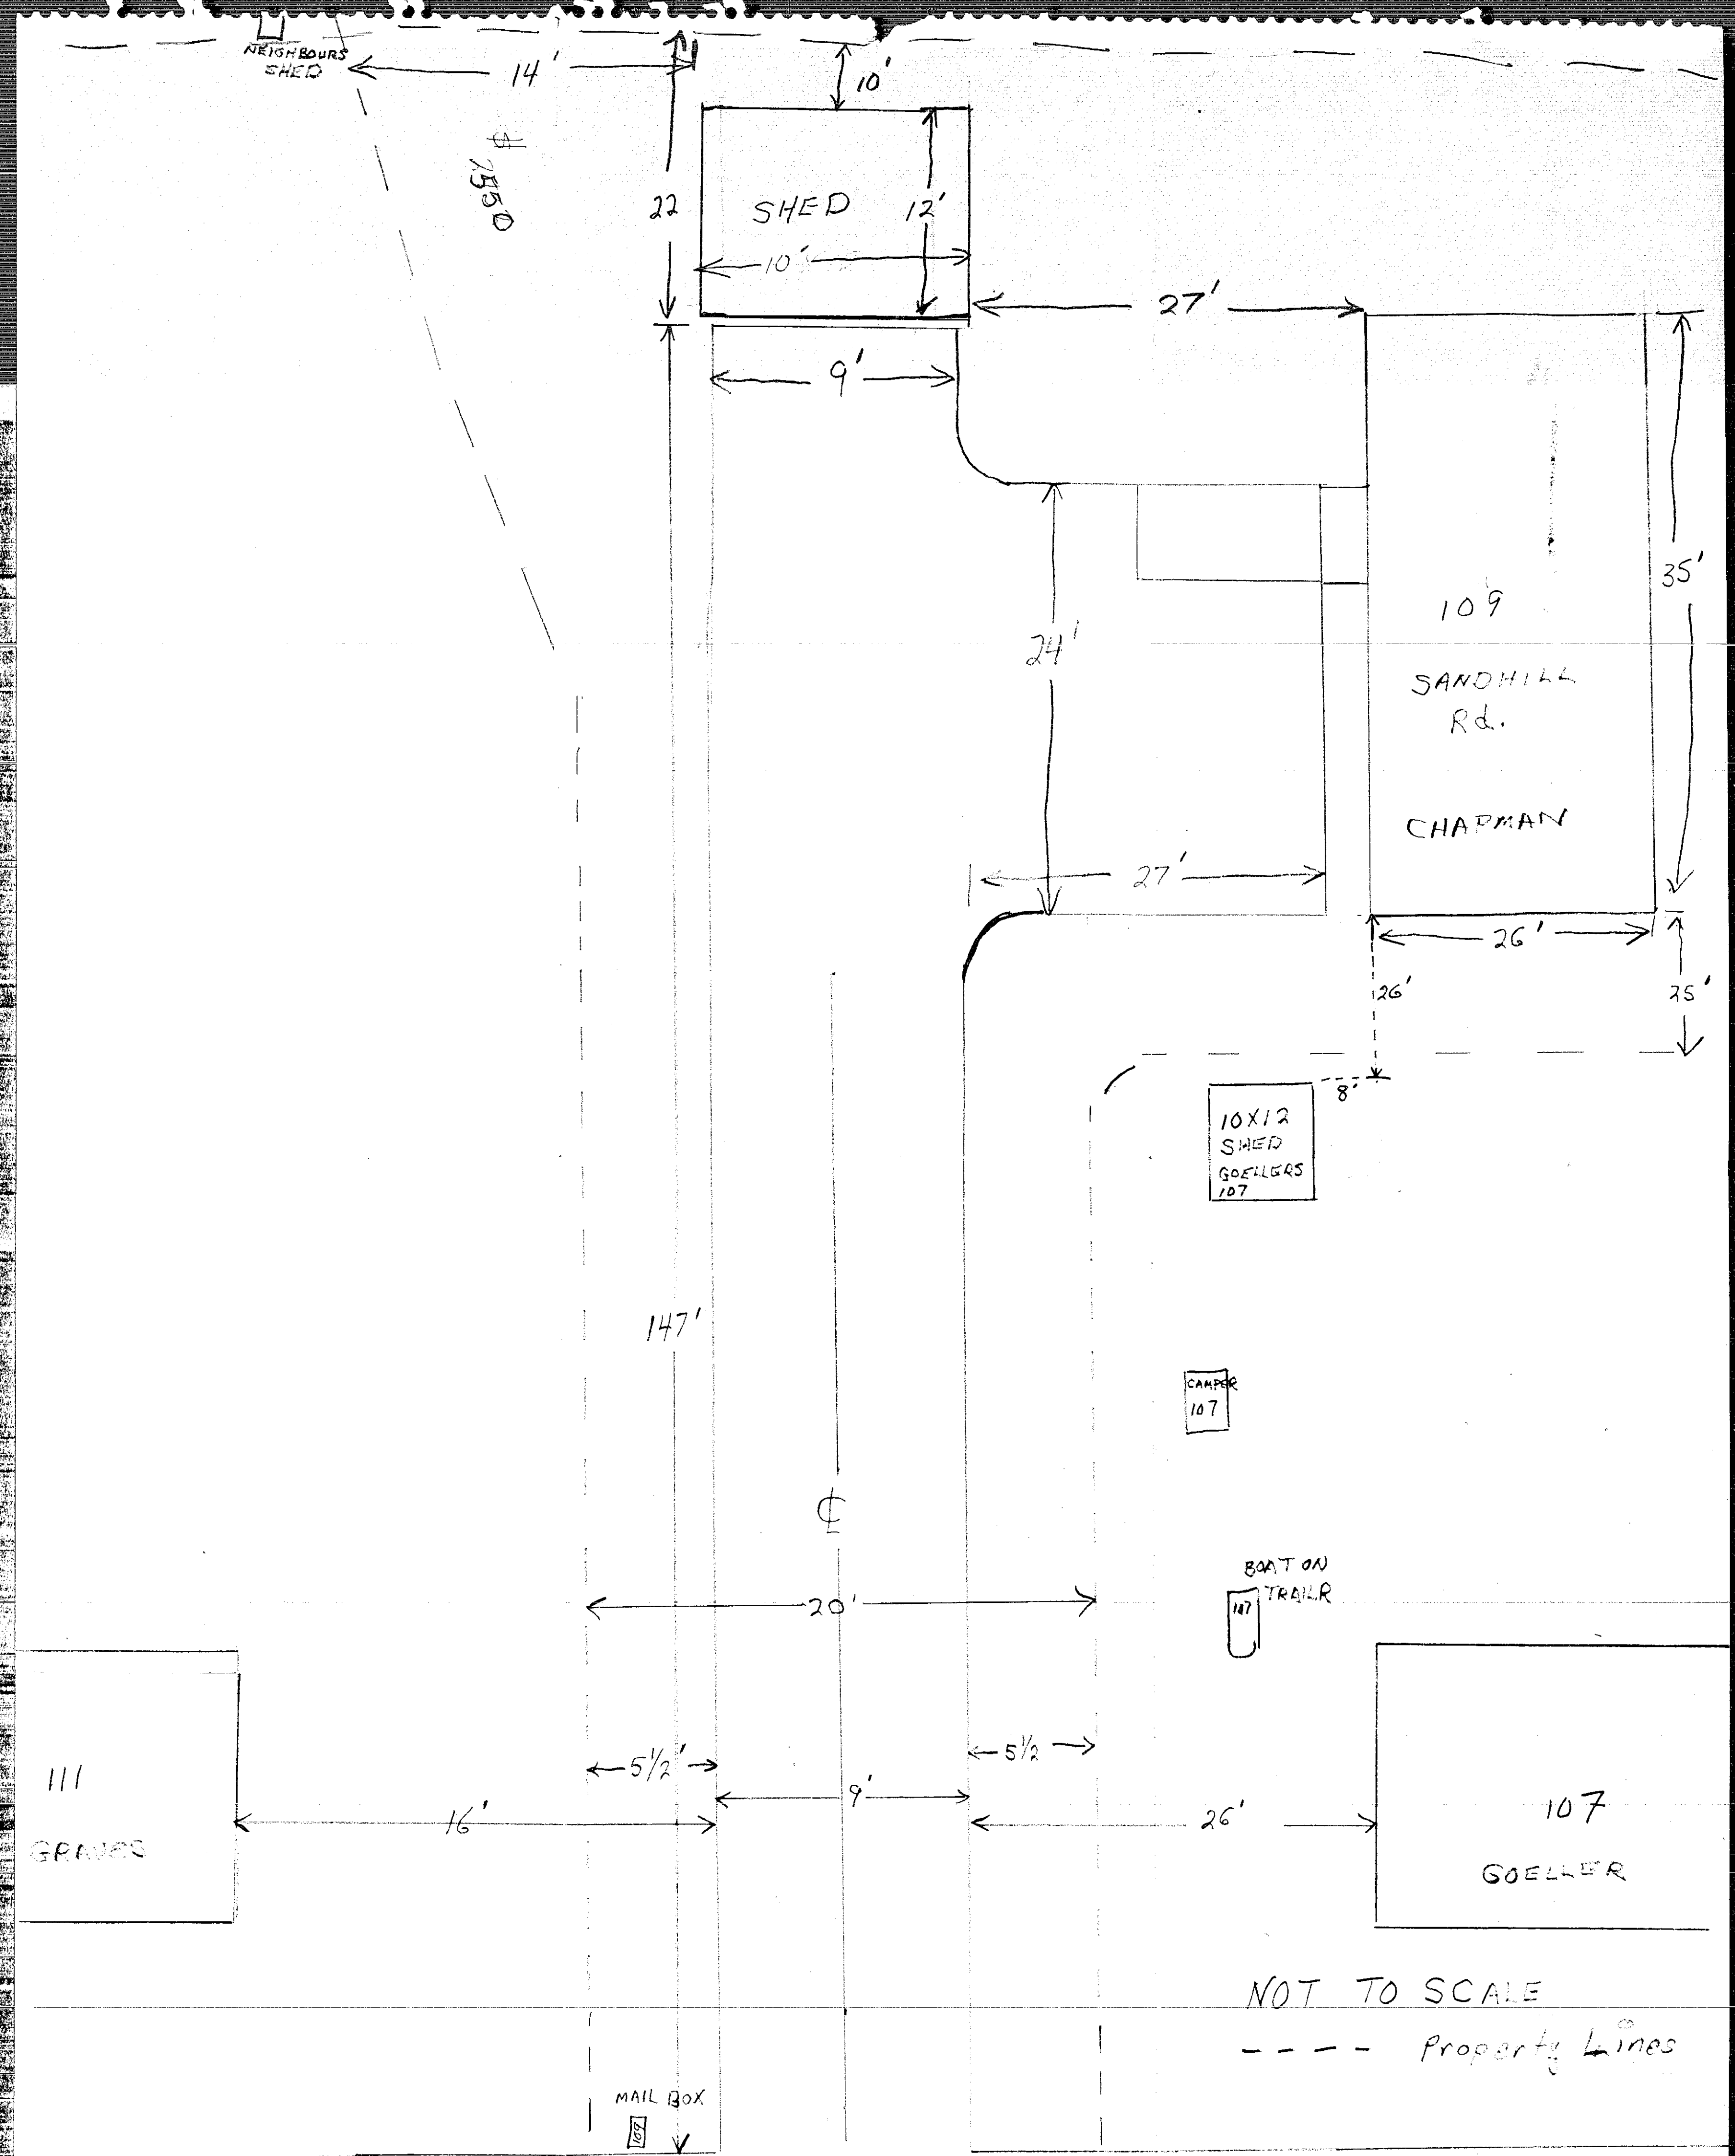 NEIGHBOURS
SHED
14'
10'
$ 2550
22
SHED
12'
10'
27'
9'
35'
109
SANDHILL
Rd.
CHAPMAN
24'
27'
26'
26'
25'
8'
10X12
SHED
GOELLERS
107
147'
CAMPER
107
℄
BOAT ON
TRAILR
107
20'
5½'
5½
9'
16'
26'
111
GRAVES
107
GOELLER
NOT TO SCALE
Property Lines
MAIL BOX
109